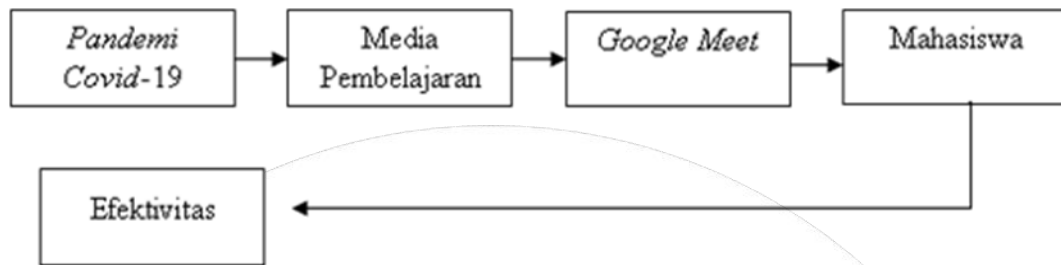 Pandemi
Covid-19
Media
Pembelajaran
Google Meet
Mahasiswa
Efektivitas